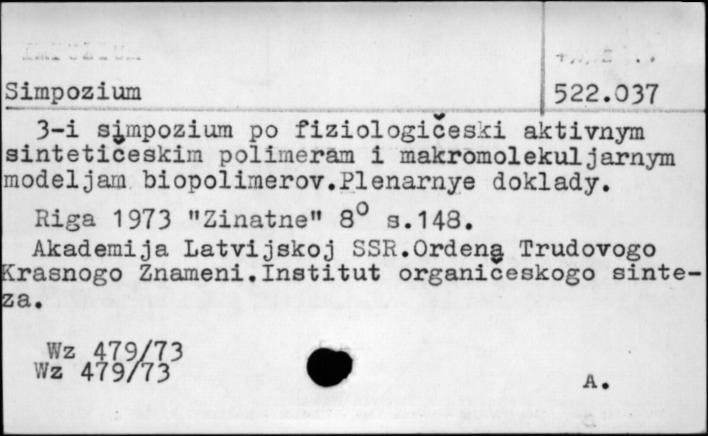 Simpozium 522.037
3-i simpozium po fiziologičeski aktivnym
sintetičeskim polimeram i makromolekuljarnym
modeljam biopolimerov.Plenarnye doklady.
Riga 1973 "Zinatne" 8° s.148.
Akademija Latvijskoj SSR.Ordena Trudovogo
Krasnogo Znameni.Institut organičeskogo sinte-
za.
Wz 479/73
Wz 479/73
A.